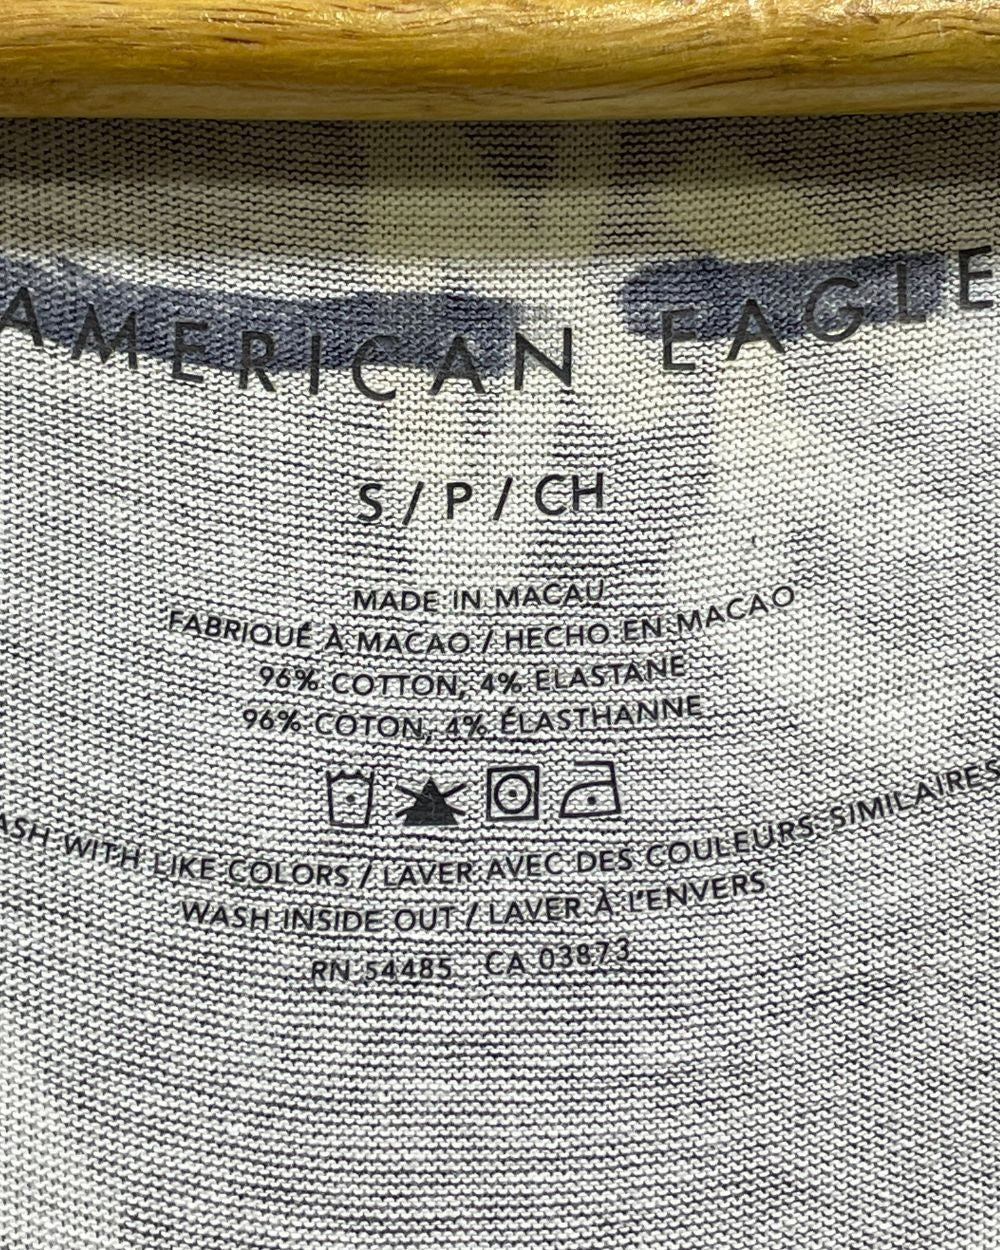 AMERICAN EAGLE
S / P / CH
MADE IN MACAU
FABRIQUÉ À MACAO / HECHO EN MACAO
96% COTTON, 4% ELASTANE
96% COTON, 4% ÉLASTHANNE
ASH WITH LIKE COLORS / LAVER AVEC DES COULEURS SIMILAIRES
WASH INSIDE OUT / LAVER À L'ENVERS
RN 54485 CA 03873